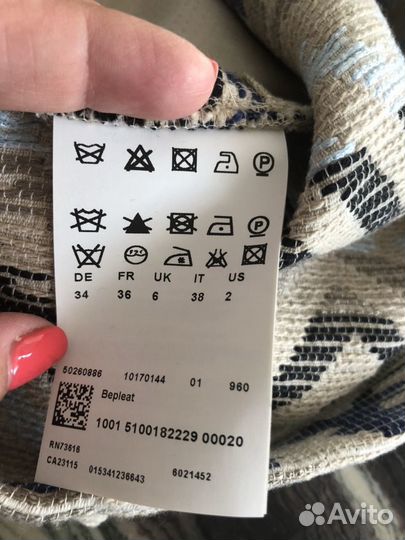 P
P
120
DE FR UK IT US
34 36 6 38 2
50260886 10170144 01 960
Bepleat
1001 5100182229 00020
RN73616
CA23115 015341236643 6021452
Avito